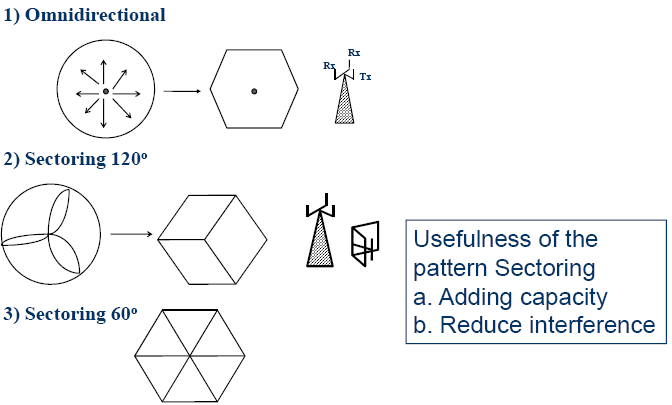 1) Omnidirectional
Rx
Rx
Tx
2) Sectoring 120º
Usefulness of the
pattern Sectoring
a. Adding capacity
b. Reduce interference
3) Sectoring 60º